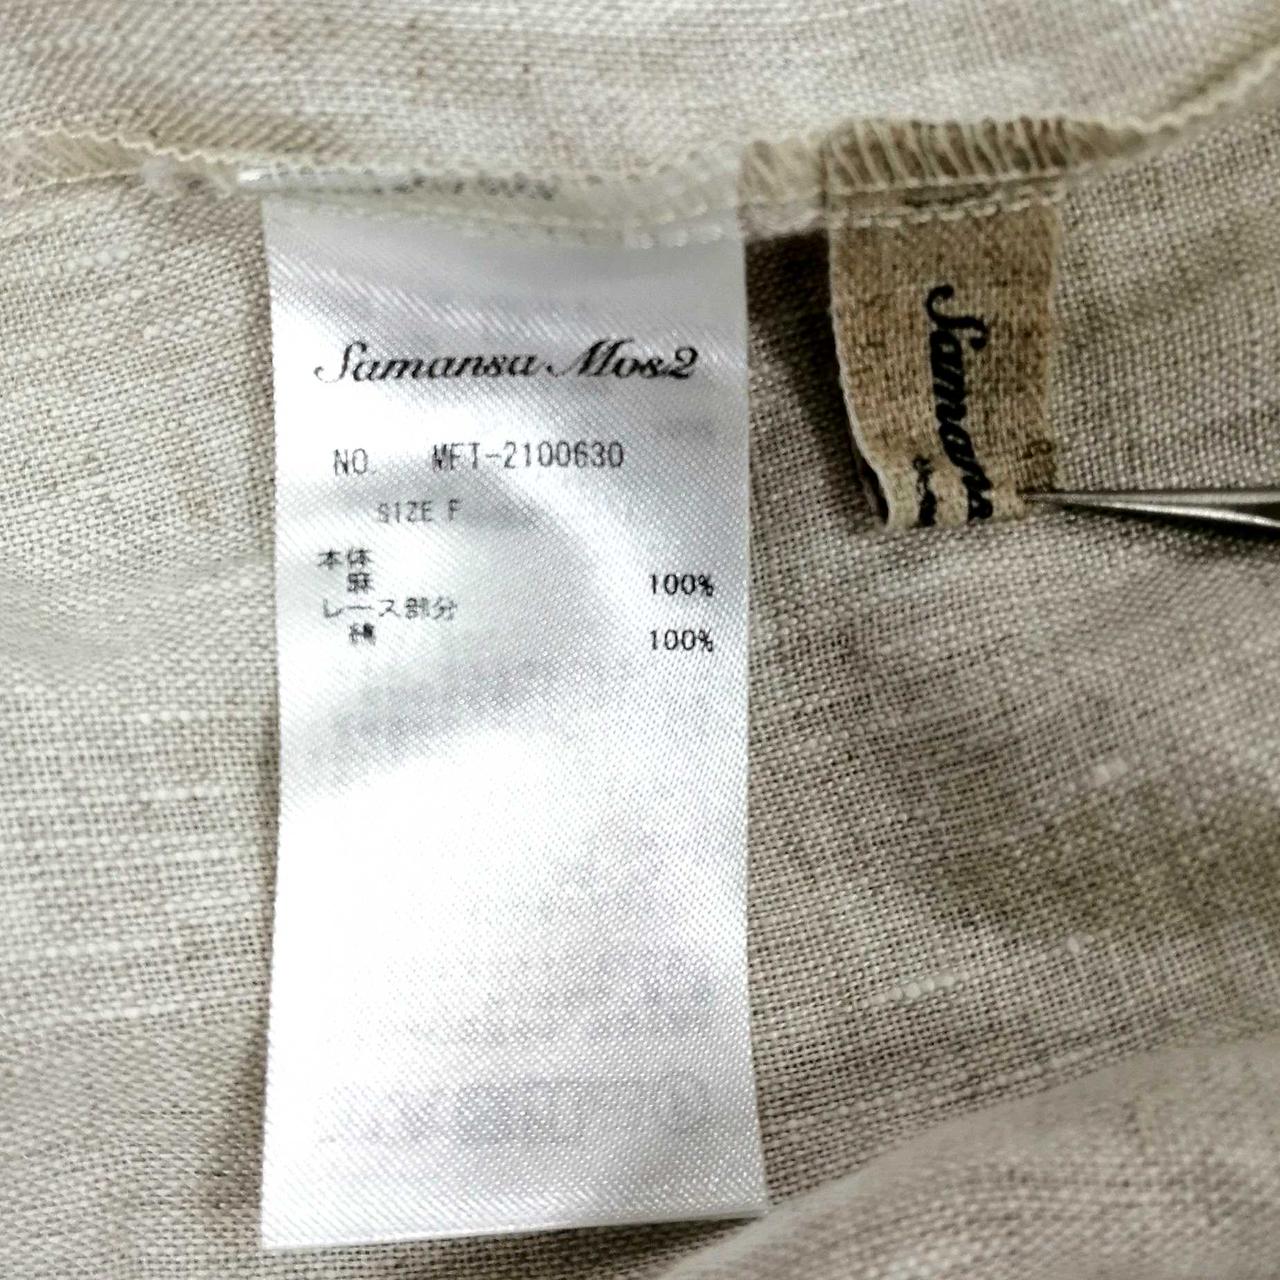 Samansa Mos2
NO. MFT-2100630
SIZE F
本体
麻 100%
レース部分
綿 100%
Samansa